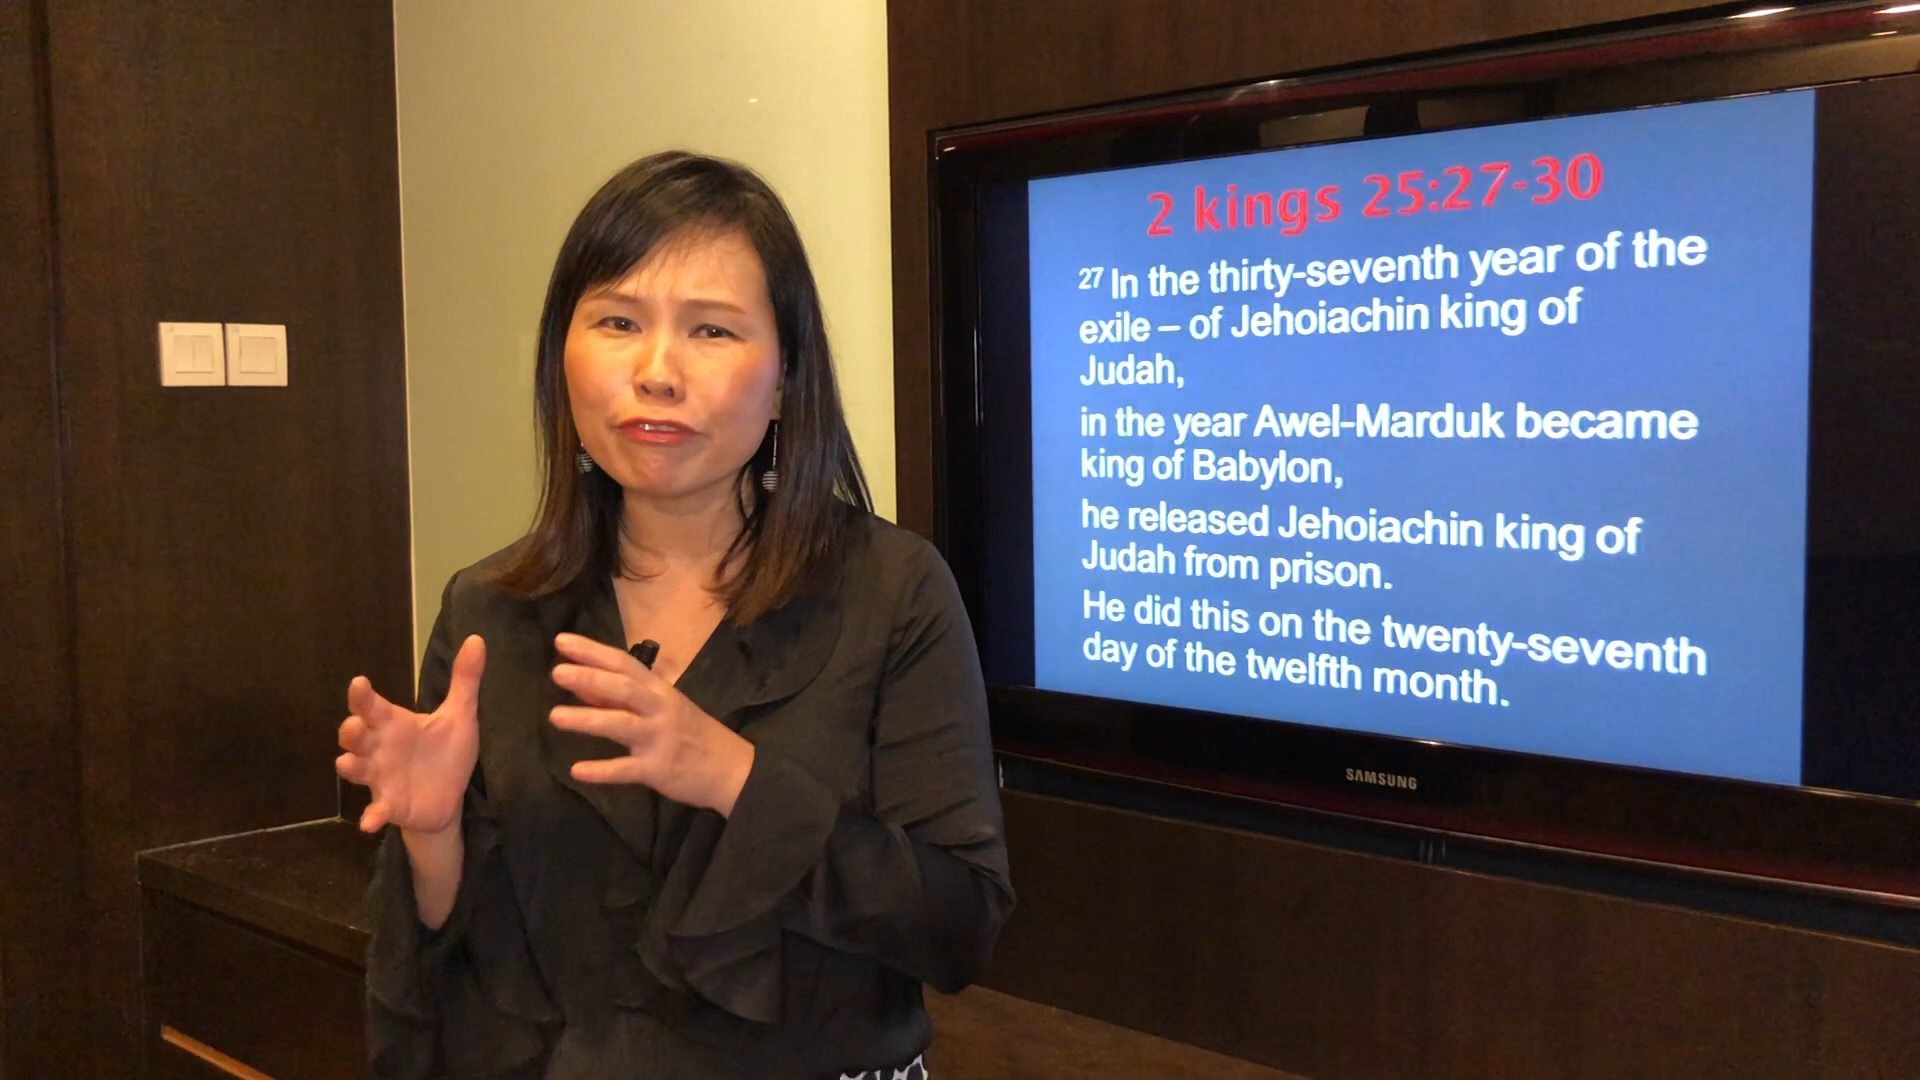 2 kings 25:27-30
27 In the thirty-seventh year of the
exile – of Jehoiachin king of
Judah,
in the year Awel-Marduk became
king of Babylon,
he released Jehoiachin king of
Judah from prison.
He did this on the twenty-seventh
day of the twelfth month.
SAMSUNG